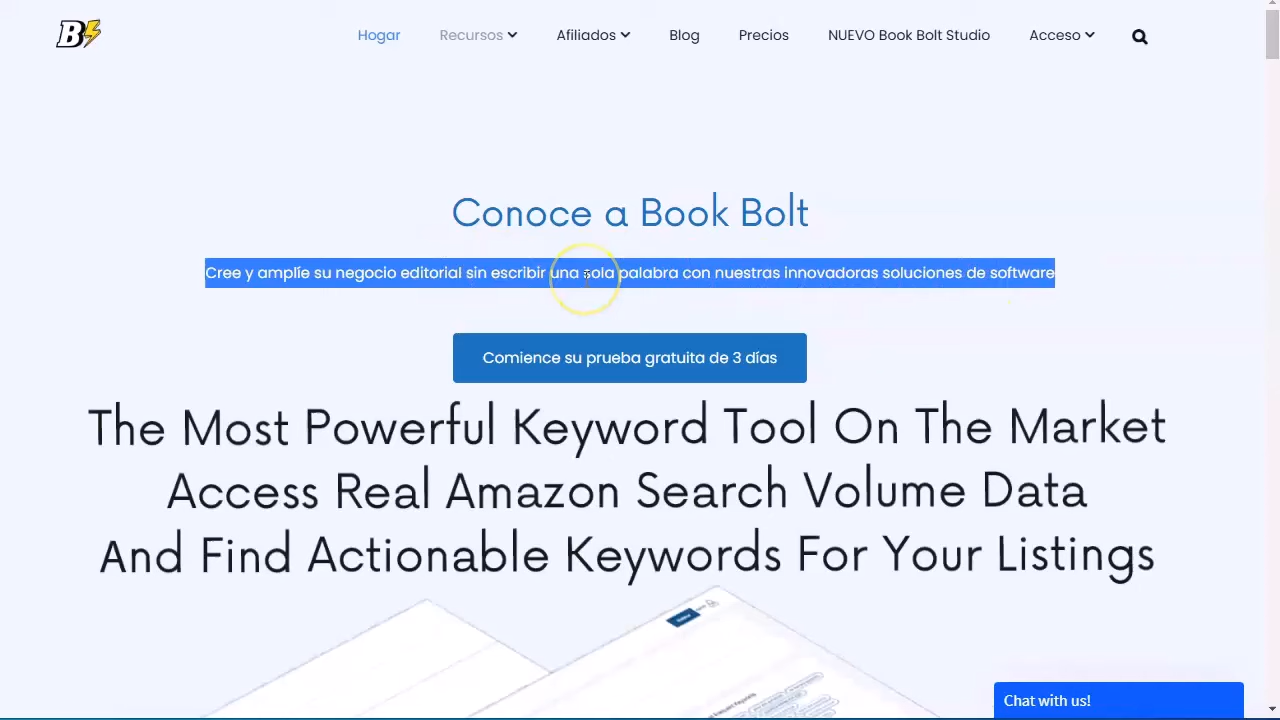 B
Hogar Recursos Afiliados Blog Precios NUEVO Book Bolt Studio Acceso
Conoce a Book Bolt
Cree y amplíe su negocio editorial sin escribir una sola palabra con nuestras innovadoras soluciones de software
Comience su prueba gratuita de 3 días
The Most Powerful Keyword Tool On The Market
Access Real Amazon Search Volume Data
And Find Actionable Keywords For Your Listings
Chat with us!